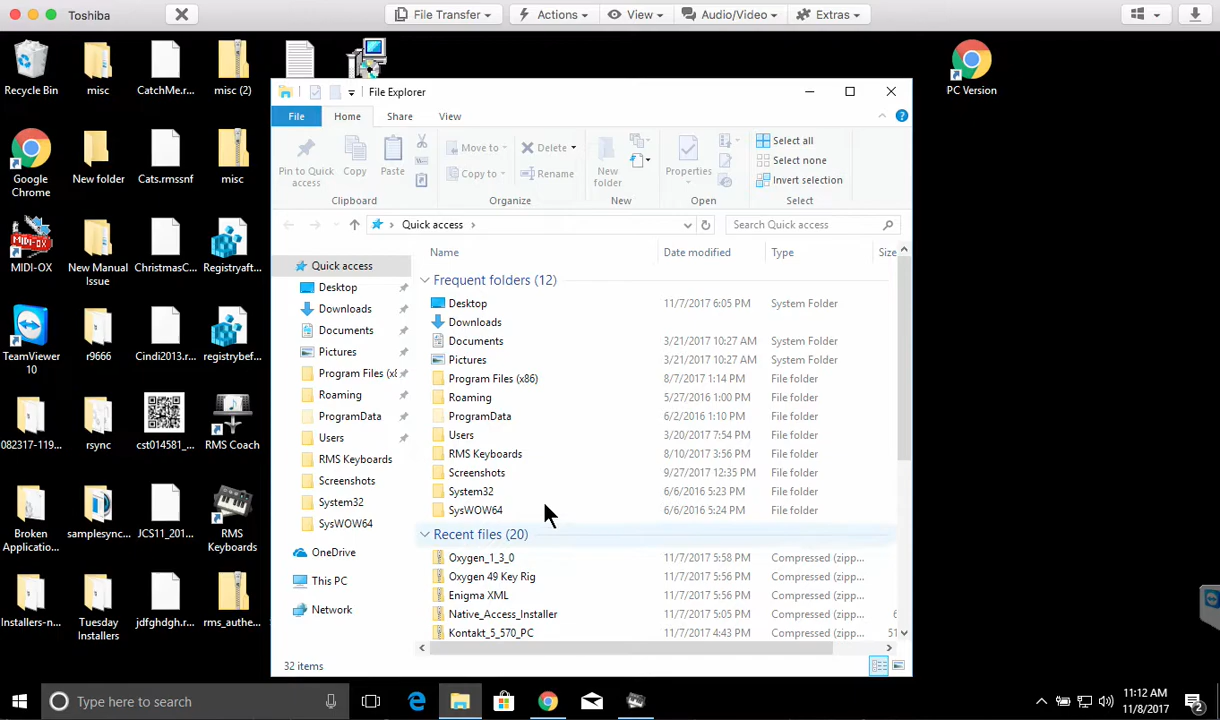 Toshiba
File Transfer
Actions
View
Audio/Video
Extras
Recycle Bin
misc
CatchMe.r...
misc (2)
PC Version
Google Chrome
New folder
Cats.rmssnf
misc
MIDI-OX
New Manual Issue
ChristmasC...
Registryaft...
TeamViewer 10
r9666
Cindi2013.r...
registrybef...
082317-119...
rsync
cst014581_...
RMS Coach
Broken Application...
samplesync...
JCS11_201...
RMS Keyboards
Installers-n...
Tuesday Installers
jdfghdgh.r...
rms_authe...
File Explorer
File
Home
Share
View
Pin to Quick access
Copy
Paste
Move to
Copy to
Delete
Rename
New folder
Properties
Select all
Select none
Invert selection
Clipboard
Organize
New
Open
Select
Quick access
Search Quick access
Name
Date modified
Type
Size
Quick access
Desktop
Downloads
Documents
Pictures
Program Files (x8
Roaming
ProgramData
Users
RMS Keyboards
Screenshots
System32
SysWOW64
OneDrive
This PC
Network
Frequent folders (12)
Desktop 11/7/2017 6:05 PM System Folder
Downloads
Documents 3/21/2017 10:27 AM System Folder
Pictures 3/21/2017 10:27 AM System Folder
Program Files (x86) 8/7/2017 1:14 PM File folder
Roaming 5/27/2016 1:00 PM File folder
ProgramData 6/2/2016 1:10 PM File folder
Users 3/20/2017 7:54 PM File folder
RMS Keyboards 8/10/2017 3:56 PM File folder
Screenshots 9/27/2017 12:35 PM File folder
System32 6/6/2016 5:23 PM File folder
SysWOW64 6/6/2016 5:24 PM File folder
Recent files (20)
Oxygen_1_3_0 11/7/2017 5:58 PM Compressed (zipp...
Oxygen 49 Key Rig 11/7/2017 5:56 PM Compressed (zipp...
Enigma XML 11/7/2017 5:56 PM Compressed (zipp...
Native_Access_Installer 11/7/2017 5:05 PM Compressed (zipp... 6
Kontakt_5_570_PC 11/7/2017 4:43 PM Compressed (zipp... 51
32 items
Type here to search
11:12 AM
11/8/2017
2